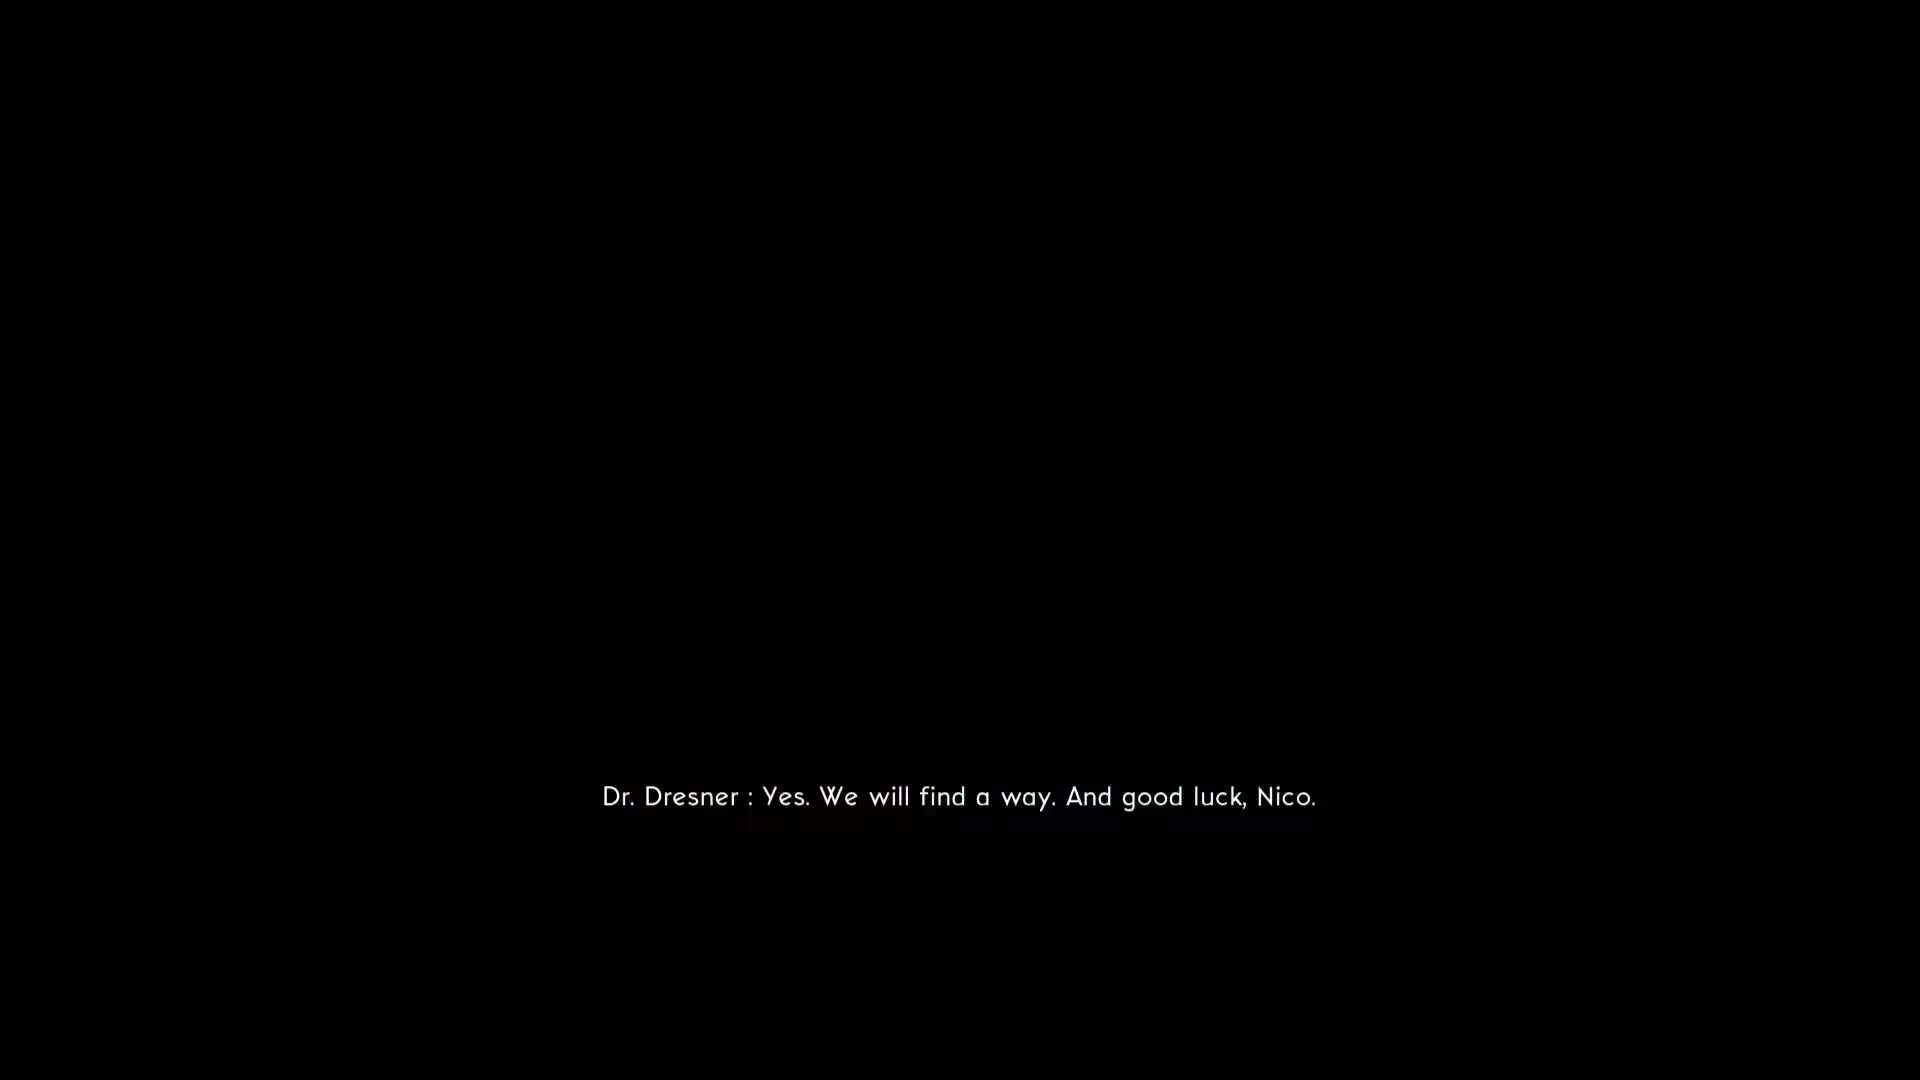 Dr. Dresner : Yes. We will find a way. And good luck, Nico.